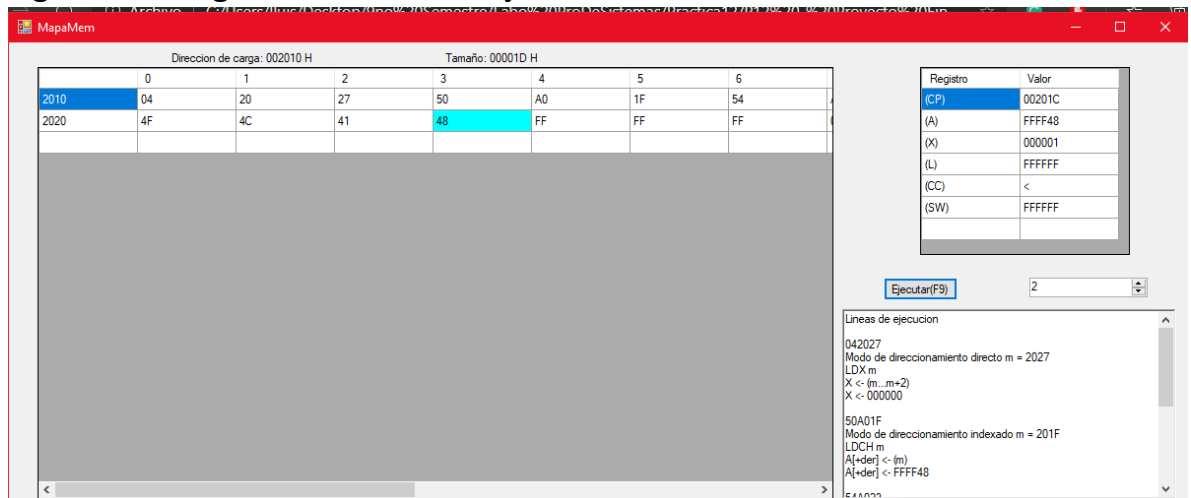 MapaMem
Direccion de carga: 002010 H Tamaño: 00001D H
0 1 2 3 4 5 6
2010 04 20 27 50 A0 1F 54
2020 4F 4C 41 48 FF FF FF
Registro Valor
(CP) 00201C
(A) FFFF48
(X) 000001
(L) FFFFFF
(CC) <
(SW) FFFFFF
Ejecutar(F9) 2
Lineas de ejecucion
042027
Modo de direccionamiento directo m = 2027
LDX m
X <- (m...m+2)
X <- 000000
50A01F
Modo de direccionamiento indexado m = 201F
LDCH m
A[+der] <- (m)
A[+der] <- FFFF48